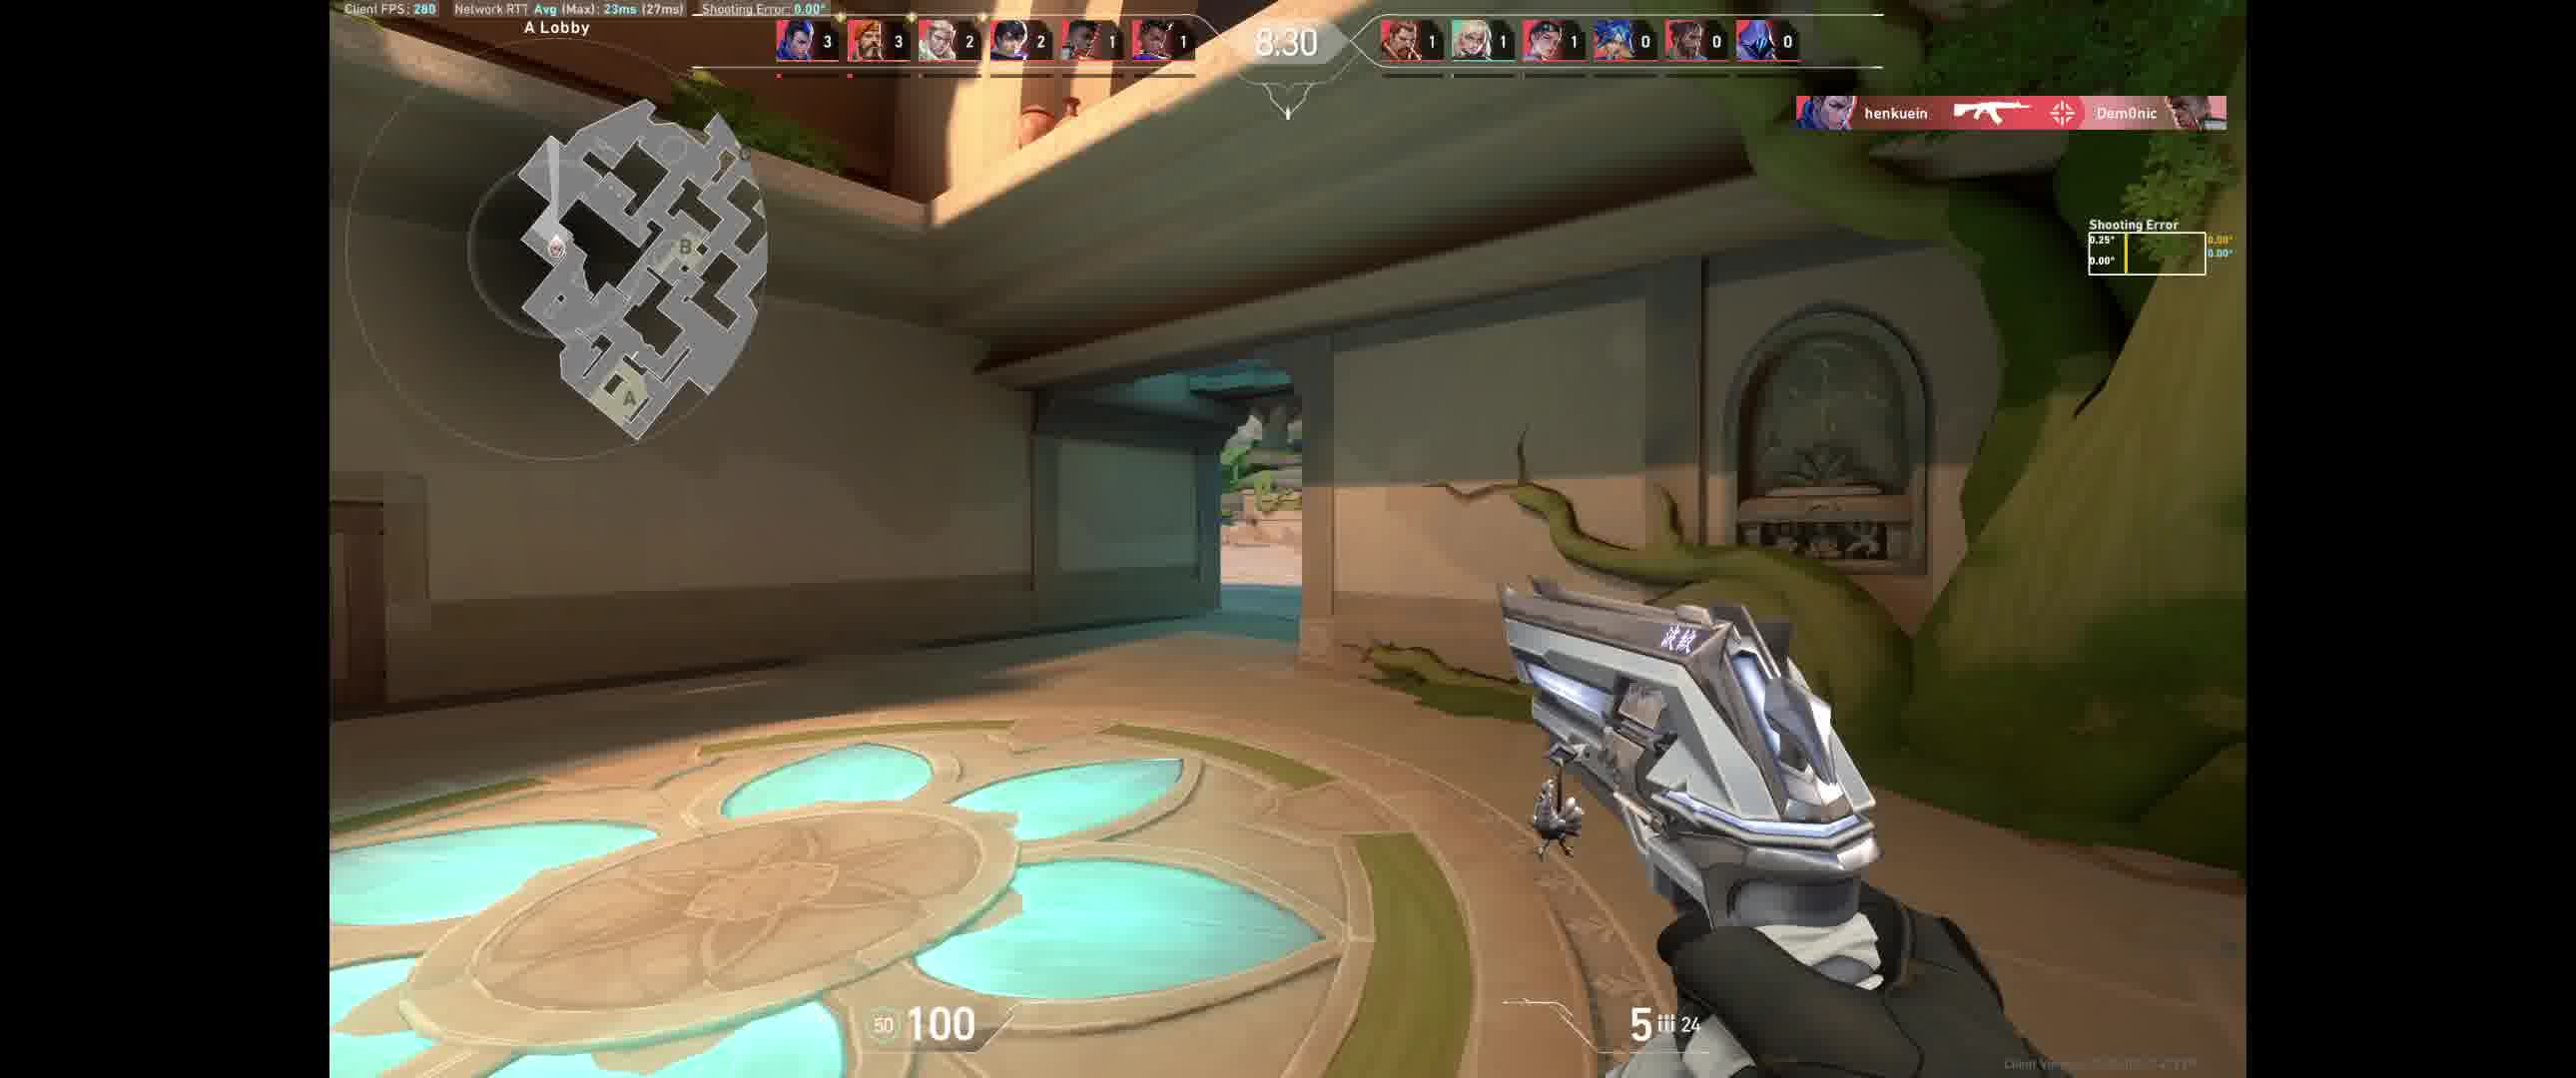 Client FPS: 280 Network RTT Avg (Max): 23ms (27ms) Shooting Error: 0.00°
A Lobby
3 3 2 2 1 1 8:30 1 1 1 0 0 0
henkuein Dem0nic
C
B
A
Shooting Error
0.25° 0.00°
0.00° 0.00°
50 100
5 24